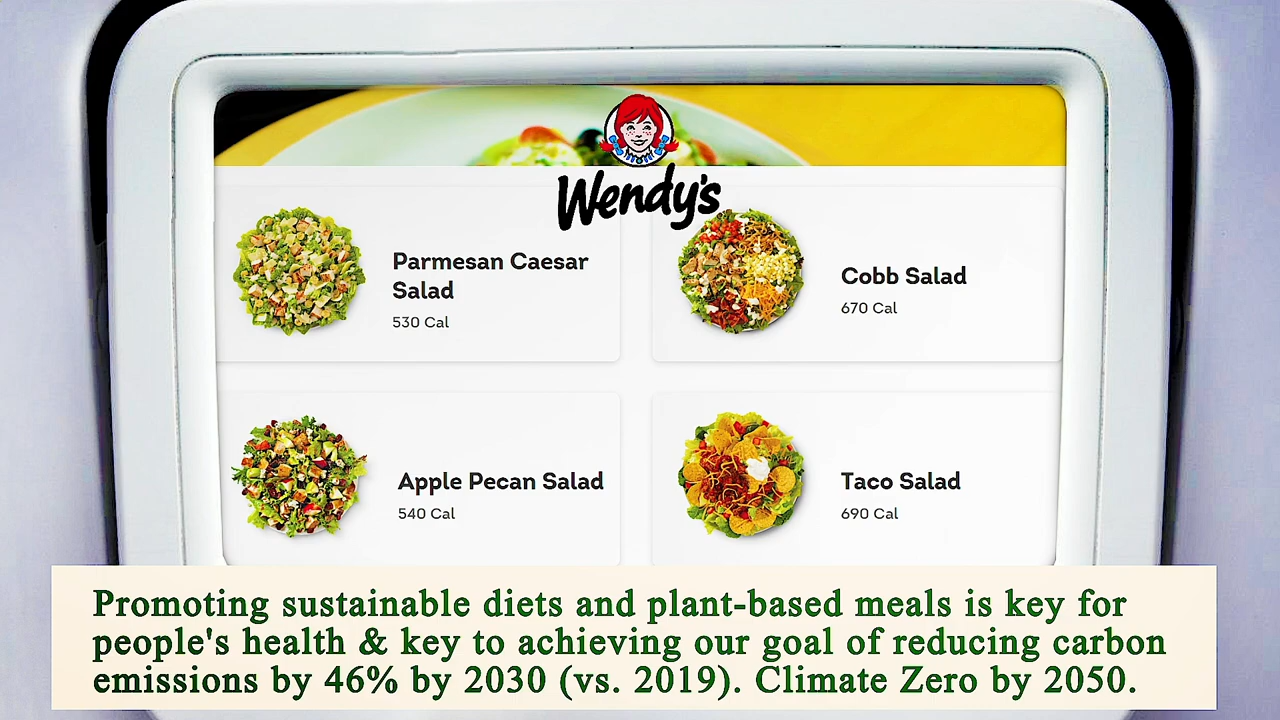 Wendy's
Parmesan Caesar
Salad
530 Cal
Cobb Salad
670 Cal
Apple Pecan Salad
540 Cal
Taco Salad
690 Cal
Promoting sustainable diets and plant-based meals is key for
people's health & key to achieving our goal of reducing carbon
emissions by 46% by 2030 (vs. 2019). Climate Zero by 2050.